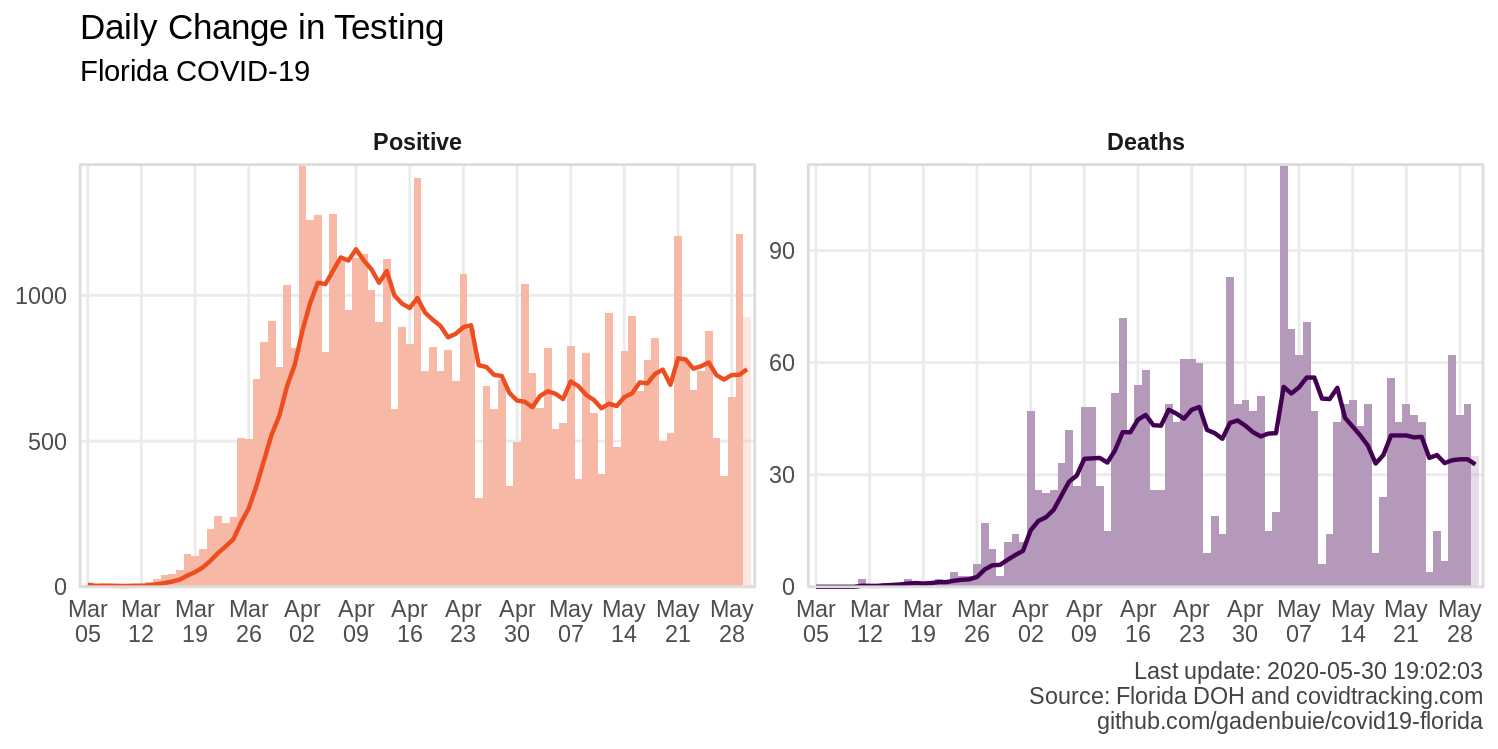 Daily Change in Testing
Florida COVID-19
Positive
Deaths
1000
500
0
90
60
30
0
Mar 05
Mar 12
Mar 19
Mar 26
Apr 02
Apr 09
Apr 16
Apr 23
Apr 30
May 07
May 14
May 21
May 28
Mar 05
Mar 12
Mar 19
Mar 26
Apr 02
Apr 09
Apr 16
Apr 23
Apr 30
May 07
May 14
May 21
May 28
Last update: 2020-05-30 19:02:03
Source: Florida DOH and covidtracking.com
github.com/gadenbuie/covid19-florida